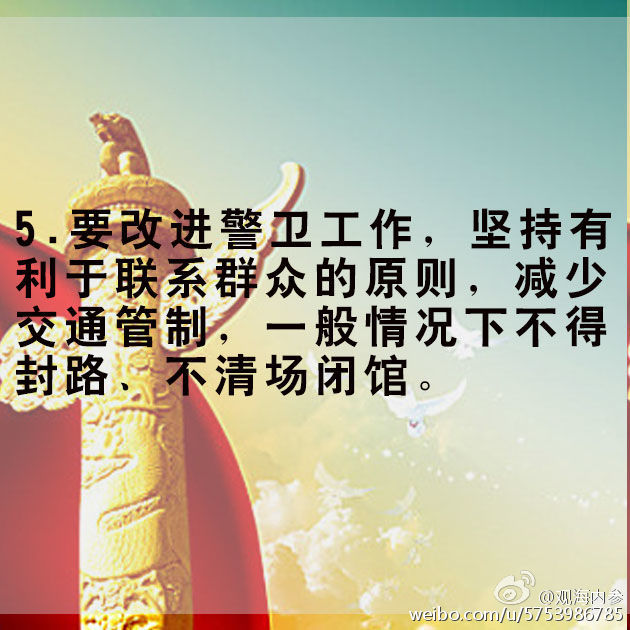 5.要改进警卫工作，坚持有
利于联系群众的原则，减少
交通管制，一般情况下不得
封路、不清场闭馆。
@观海内参
weibo.com/u/5753986785